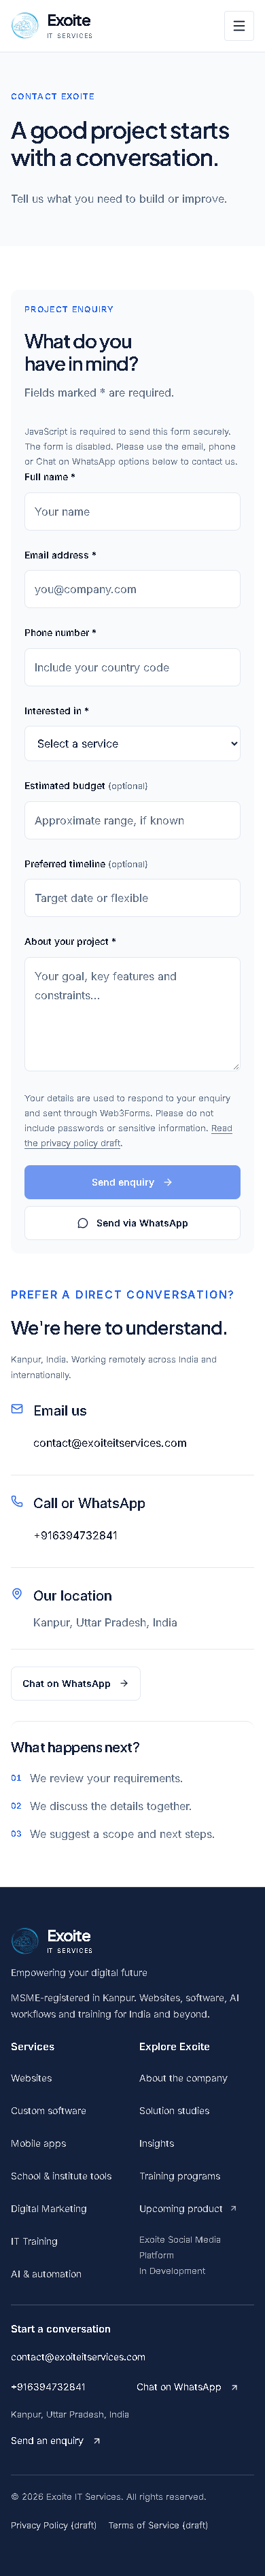 Exoite
IT SERVICES
CONTACT EXOITE
A good project starts
with a conversation.
Tell us what you need to build or improve.
PROJECT ENQUIRY
What do you
have in mind?
Fields marked * are required.
JavaScript is required to send this form securely.
The form is disabled. Please use the email, phone
or Chat on WhatsApp options below to contact us.
Full name *
Your name
Email address *
you@company.com
Phone number *
Include your country code
Interested in *
Select a service
Estimated budget (optional)
Approximate range, if known
Preferred timeline (optional)
Target date or flexible
About your project *
Your goal, key features and
constraints...
Your details are used to respond to your enquiry
and sent through Web3Forms. Please do not
include passwords or sensitive information. Read
the privacy policy draft.
Send enquiry →
Send via WhatsApp
PREFER A DIRECT CONVERSATION?
We're here to understand.
Kanpur, India. Working remotely across India and
internationally.
Email us
contact@exoiteitservices.com
Call or WhatsApp
+916394732841
Our location
Kanpur, Uttar Pradesh, India
Chat on WhatsApp →
What happens next?
01 We review your requirements.
02 We discuss the details together.
03 We suggest a scope and next steps.
Exoite
IT SERVICES
Empowering your digital future
MSME-registered in Kanpur. Websites, software, AI
workflows and training for India and beyond.
Services
Websites
Custom software
Mobile apps
School & institute tools
Digital Marketing
IT Training
AI & automation
Explore Exoite
About the company
Solution studies
Insights
Training programs
Upcoming product ↗
Exoite Social Media
Platform
In Development
Start a conversation
contact@exoiteitservices.com
+916394732841 Chat on WhatsApp ↗
Kanpur, Uttar Pradesh, India
Send an enquiry ↗
© 2026 Exoite IT Services. All rights reserved.
Privacy Policy (draft) Terms of Service (draft)